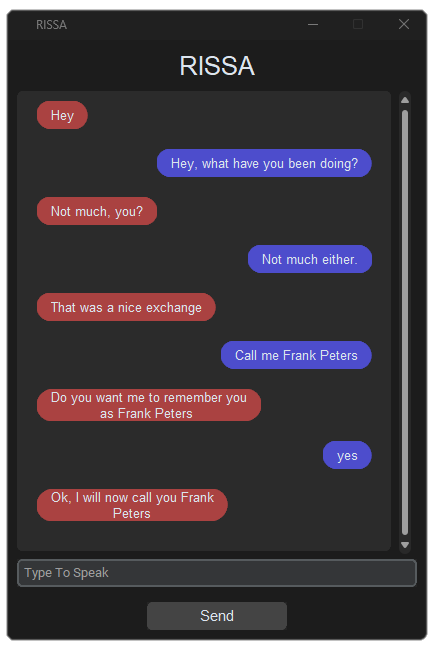 RISSA
RISSA
Hey
Hey, what have you been doing?
Not much, you?
Not much either.
That was a nice exchange
Call me Frank Peters
Do you want me to remember you
as Frank Peters
yes
Ok, I will now call you Frank
Peters
Type To Speak
Send